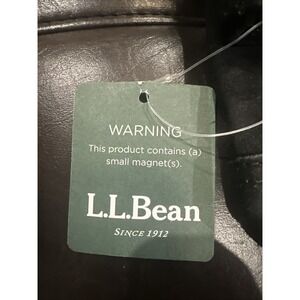 WARNING
This product contains (a)
small magnet(s).
L.L.Bean
SINCE 1912